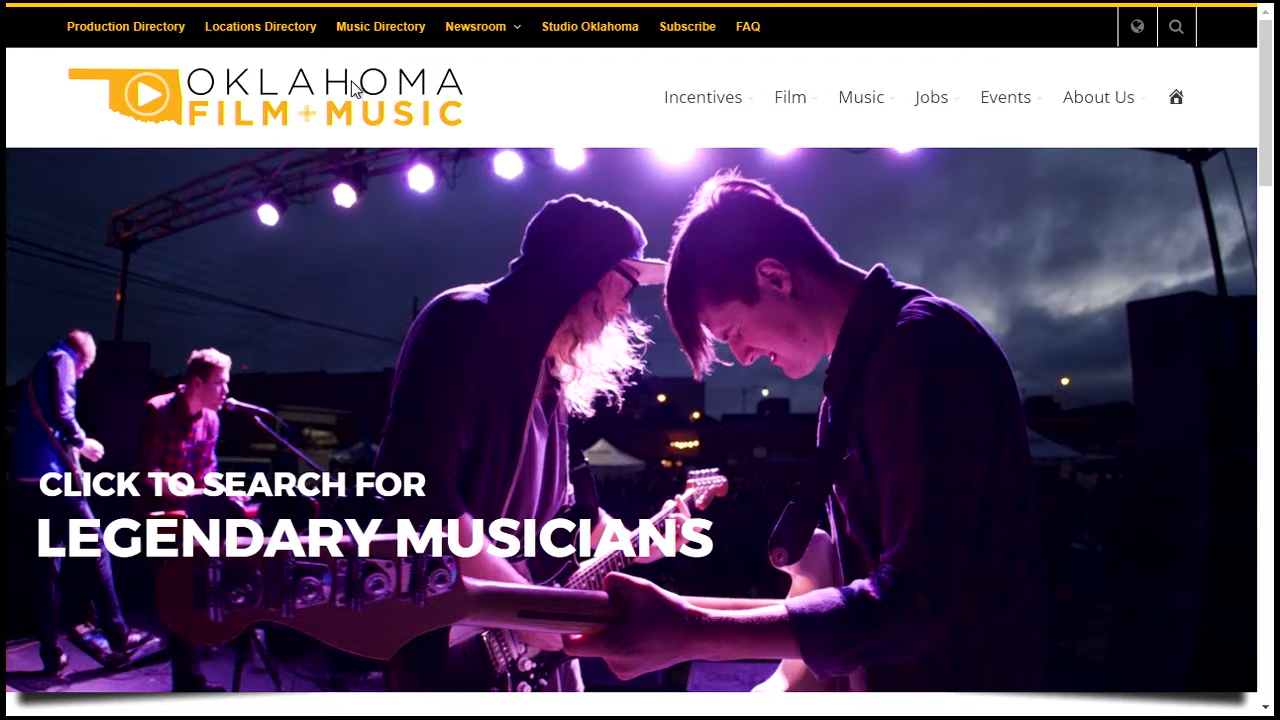 Production Directory Locations Directory Music Directory Newsroom Studio Oklahoma Subscribe FAQ
OKLAHOMA
FILM + MUSIC
Incentives Film Music Jobs Events About Us
CLICK TO SEARCH FOR
LEGENDARY MUSICIANS